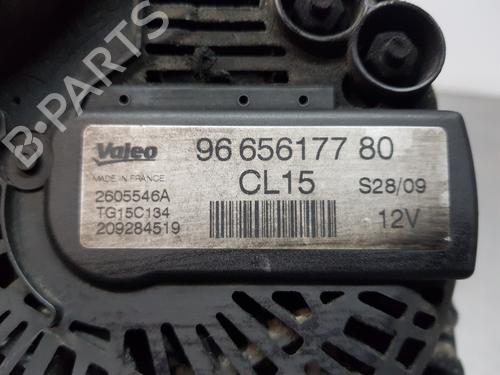 B-PARTS
Valeo
96 656177 80
MADE IN FRANCE
CL15
S28/09
2605546A
TG15C134
12V
209284519